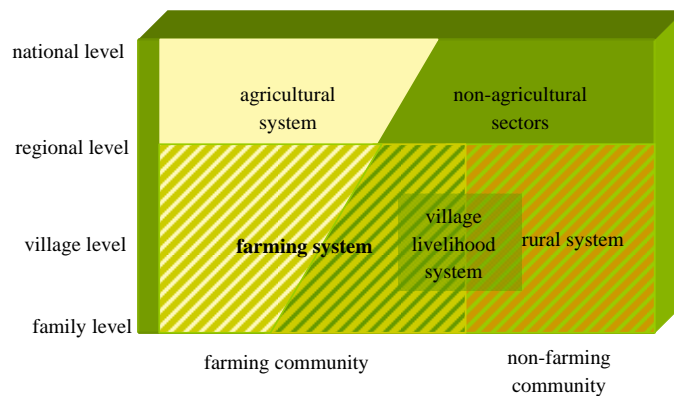 national level
agricultural
system
non-agricultural
sectors
regional level
village level
farming system
village
livelihood
system
rural system
family level
farming community
non-farming
community